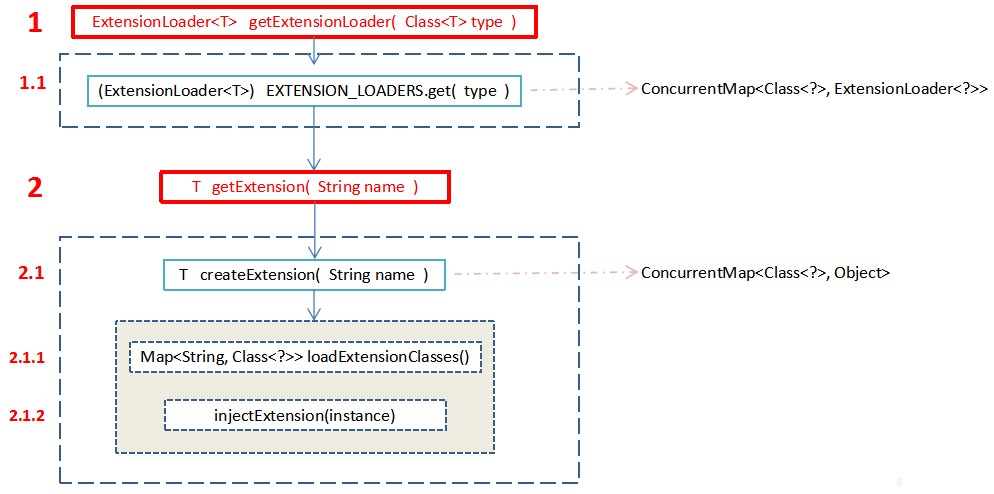 1 ExtensionLoader<T> getExtensionLoader( Class<T> type )
1.1 (ExtensionLoader<T>) EXTENSION_LOADERS.get( type ) ConcurrentMap<Class<?>, ExtensionLoader<?>>
2 T getExtension( String name )
2.1 T createExtension( String name ) ConcurrentMap<Class<?>, Object>
2.1.1 Map<String, Class<?>> loadExtensionClasses()
2.1.2 injectExtension(instance)
8